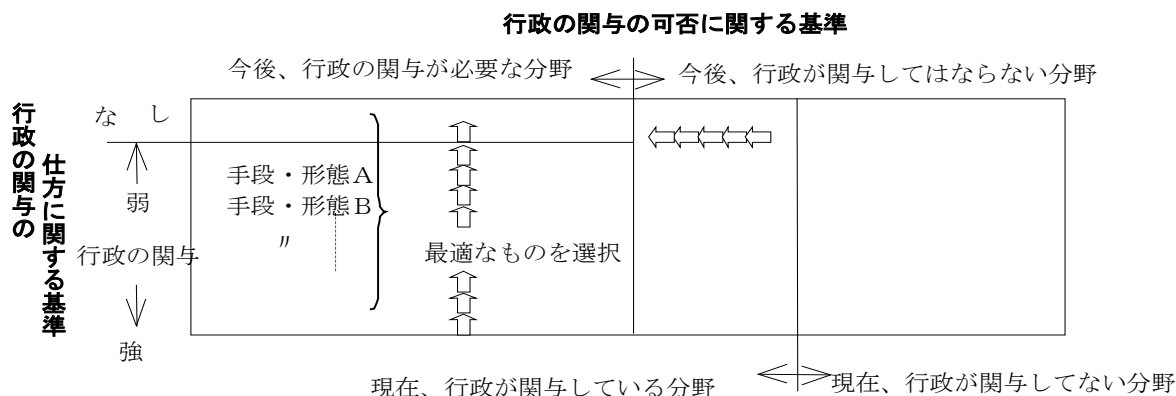 行政の関与の可否に関する基準
今後、行政の関与が必要な分野
今後、行政が関与してはならない分野
行政の関与の
仕方に関する基準
なし
弱
行政の関与
強
手段・形態A
手段・形態B
〃
最適なものを選択
現在、行政が関与している分野
現在、行政が関与してない分野